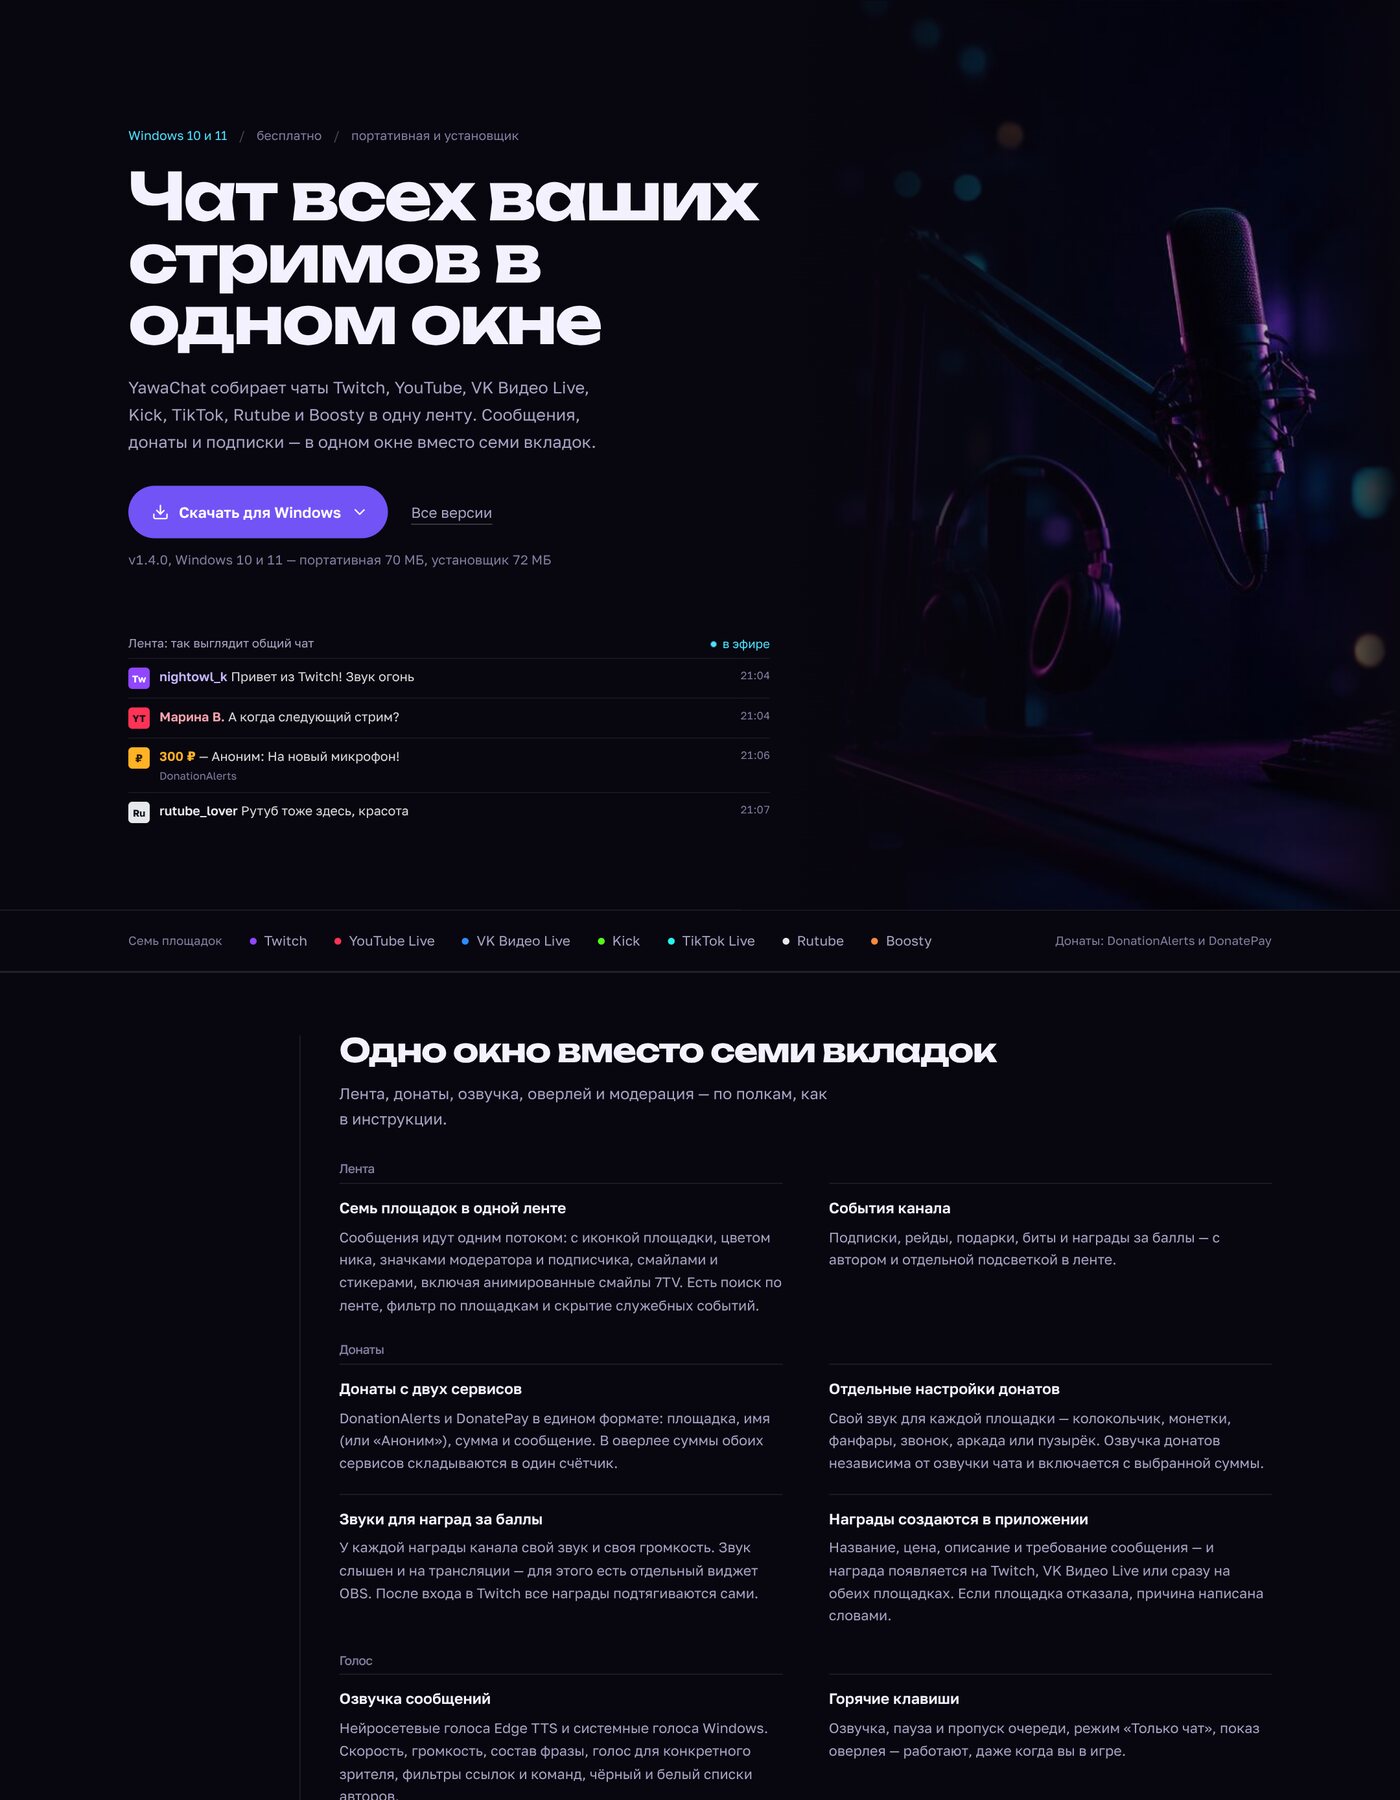 Windows 10 и 11 / бесплатно / портативная и установщик
Чат всех ваших
стримов в
одном окне
YawaChat собирает чаты Twitch, YouTube, VK Видео Live,
Kick, TikTok, Rutube и Boosty в одну ленту. Сообщения,
донаты и подписки — в одном окне вместо семи вкладок.
Скачать для Windows
Все версии
v1.4.0, Windows 10 и 11 — портативная 70 МБ, установщик 72 МБ
Лента: так выглядит общий чат
в эфире
Tw nightowl_k Привет из Twitch! Звук огонь 21:04
YT Марина В. А когда следующий стрим? 21:04
₽ 300 ₽ — Аноним: На новый микрофон! 21:06
DonationAlerts
Ru rutube_lover Рутуб тоже здесь, красота 21:07
Семь площадок Twitch YouTube Live VK Видео Live Kick TikTok Live Rutube Boosty Донаты: DonationAlerts и DonatePay
Одно окно вместо семи вкладок
Лента, донаты, озвучка, оверлей и модерация — по полкам, как
в инструкции.
Лента
Семь площадок в одной ленте
Сообщения идут одним потоком: с иконкой площадки, цветом
ника, значками модератора и подписчика, смайлами и
стикерами, включая анимированные смайлы 7TV. Есть поиск по
ленте, фильтр по площадкам и скрытие служебных событий.
События канала
Подписки, рейды, подарки, биты и награды за баллы — с
автором и отдельной подсветкой в ленте.
Донаты
Донаты с двух сервисов
DonationAlerts и DonatePay в едином формате: площадка, имя
(или «Аноним»), сумма и сообщение. В оверлее суммы обоих
сервисов складываются в один счётчик.
Отдельные настройки донатов
Свой звук для каждой площадки — колокольчик, монетки,
фанфары, звонок, аркада или пузырёк. Озвучка донатов
независима от озвучки чата и включается с выбранной суммы.
Звуки для наград за баллы
У каждой награды канала свой звук и своя громкость. Звук
слышен и на трансляции — для этого есть отдельный виджет
OBS. После входа в Twitch все награды подтягиваются сами.
Награды создаются в приложении
Название, цена, описание и требование сообщения — и
награда появляется на Twitch, VK Видео Live или сразу на
обеих площадках. Если площадка отказала, причина написана
словами.
Голос
Озвучка сообщений
Нейросетевые голоса Edge TTS и системные голоса Windows.
Скорость, громкость, состав фразы, голос для конкретного
зрителя, фильтры ссылок и команд, чёрный и белый списки
авторов.
Горячие клавиши
Озвучка, пауза и пропуск очереди, режим «Только чат», показ
оверлея — работают, даже когда вы в игре.